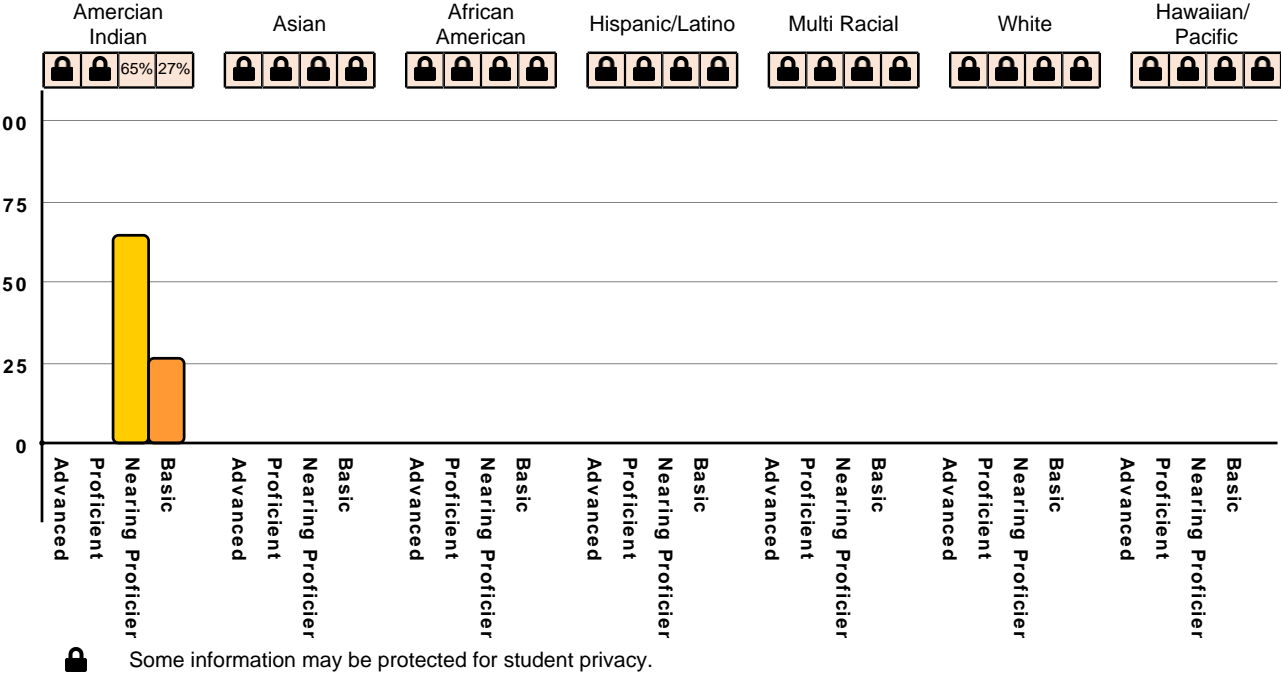 Amercian
Indian
Asian
African
American
Hispanic/Latino
Multi Racial
White
Hawaiian/
Pacific
65% 27%
00
75
50
25
0
Advanced
Proficient
Nearing Proficier
Basic
Advanced
Proficient
Nearing Proficier
Basic
Advanced
Proficient
Nearing Proficier
Basic
Advanced
Proficient
Nearing Proficier
Basic
Advanced
Proficient
Nearing Proficier
Basic
Advanced
Proficient
Nearing Proficier
Basic
Advanced
Proficient
Nearing Proficier
Basic
Some information may be protected for student privacy.